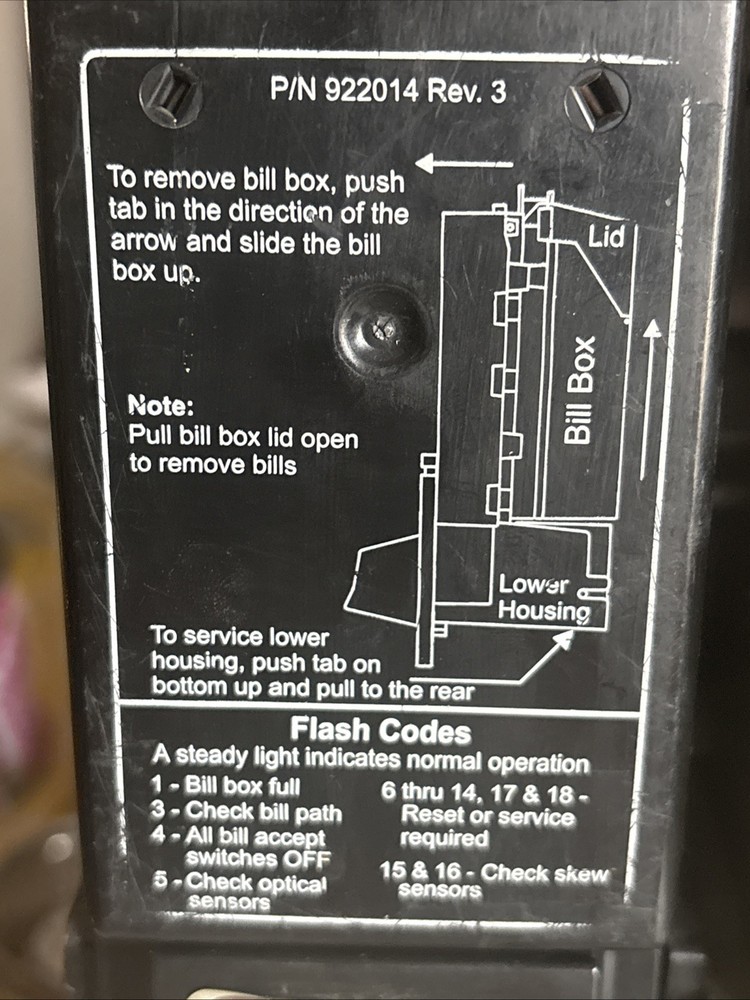 P/N 922014 Rev. 3
To remove bill box, push
tab in the direction of the
arrow and slide the bill
box up.
Lid
Bill Box
Note:
Pull bill box lid open
to remove bills
Lower
Housing
To service lower
housing, push tab on
bottom up and pull to the rear
Flash Codes
A steady light indicates normal operation
1 - Bill box full
3 - Check bill path
4 - All bill accept
switches OFF
5 - Check optical
sensors
6 thru 14, 17 & 18 -
Reset or service
required
15 & 16 - Check skew
sensors